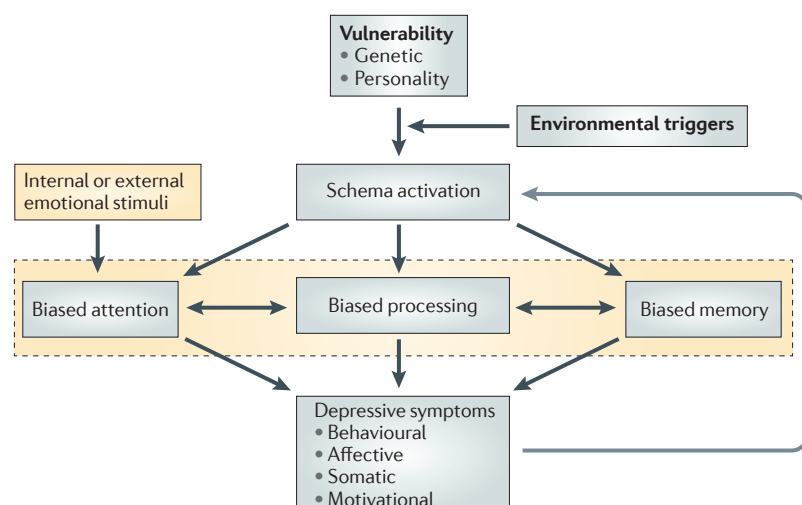 Vulnerability
• Genetic
• Personality
Environmental triggers
Internal or external
emotional stimuli
Schema activation
Biased attention
Biased processing
Biased memory
Depressive symptoms
• Behavioural
• Affective
• Somatic
• Motivational